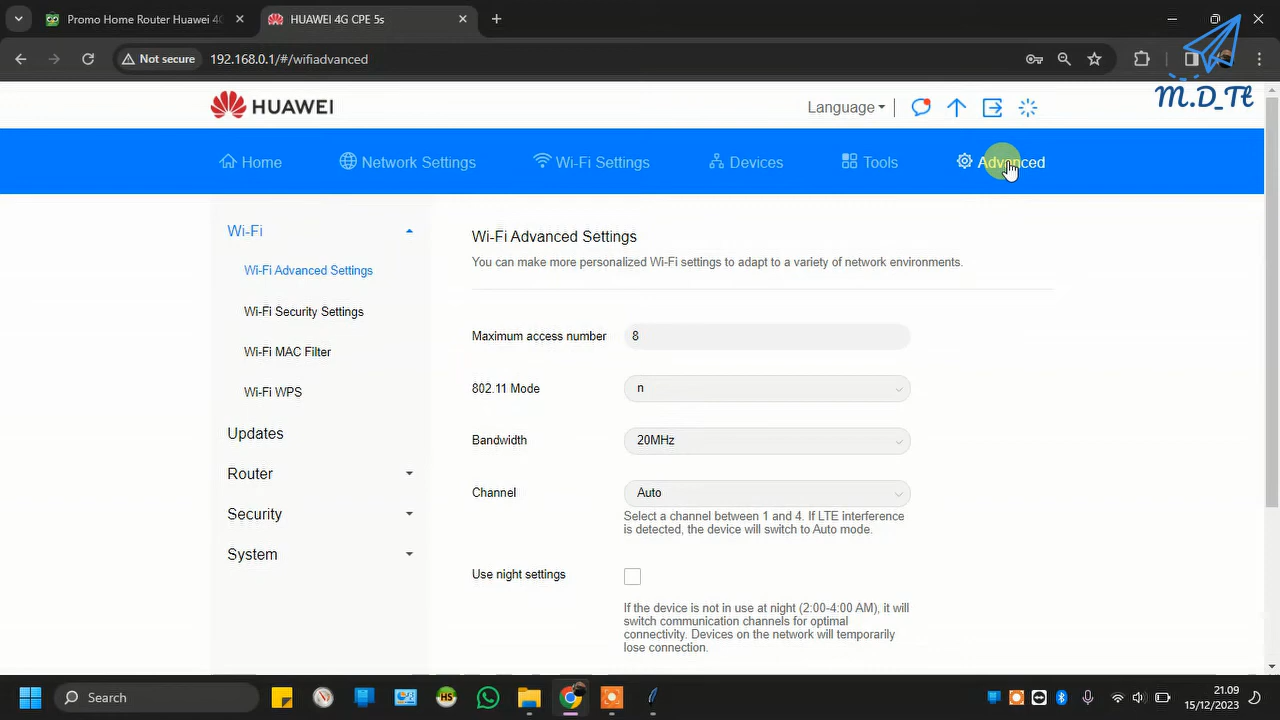 Promo Home Router Huawei 4G
HUAWEI 4G CPE 5s
Not secure
192.168.0.1/#/wifiadvanced
M.D_Tt
HUAWEI
Language
Home
Network Settings
Wi-Fi Settings
Devices
Tools
Advanced
Wi-Fi
Wi-Fi Advanced Settings
Wi-Fi Security Settings
Wi-Fi MAC Filter
Wi-Fi WPS
Updates
Router
Security
System
Wi-Fi Advanced Settings
You can make more personalized Wi-Fi settings to adapt to a variety of network environments.
Maximum access number
8
802.11 Mode
n
Bandwidth
20MHz
Channel
Auto
Select a channel between 1 and 4. If LTE interference
is detected, the device will switch to Auto mode.
Use night settings
If the device is not in use at night (2:00-4:00 AM), it will
switch communication channels for optimal
connectivity. Devices on the network will temporarily
lose connection.
Search
HS
21.09
15/12/2023